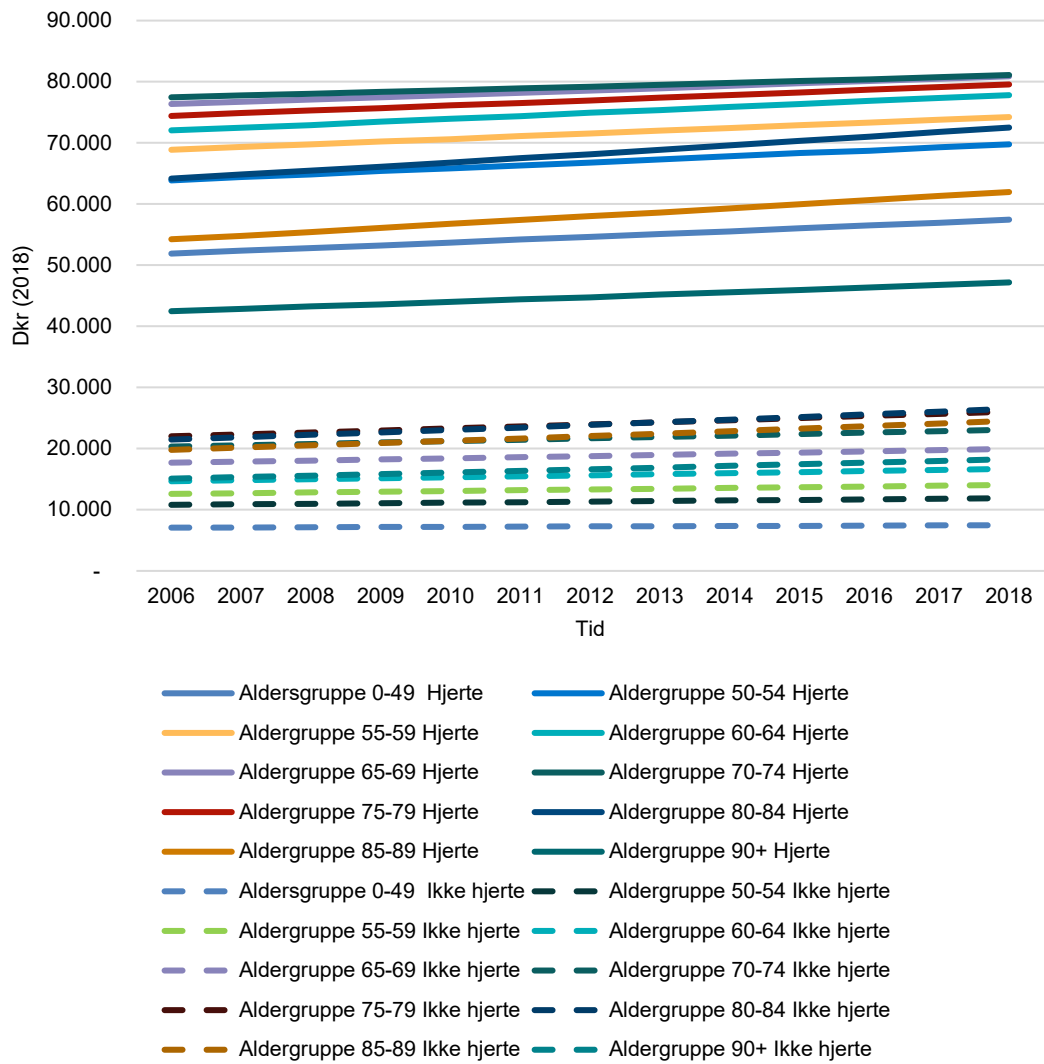 90.000
80.000
70.000
60.000
50.000
40.000
30.000
20.000
10.000
-
Dkr (2018)
2006 2007 2008 2009 2010 2011 2012 2013 2014 2015 2016 2017 2018
Tid
Aldersgruppe 0-49 Hjerte
Aldergruppe 50-54 Hjerte
Aldergruppe 55-59 Hjerte
Aldergruppe 60-64 Hjerte
Aldergruppe 65-69 Hjerte
Aldergruppe 70-74 Hjerte
Aldergruppe 75-79 Hjerte
Aldergruppe 80-84 Hjerte
Aldergruppe 85-89 Hjerte
Aldergruppe 90+ Hjerte
Aldersgruppe 0-49 Ikke hjerte
Aldergruppe 50-54 Ikke hjerte
Aldergruppe 55-59 Ikke hjerte
Aldergruppe 60-64 Ikke hjerte
Aldergruppe 65-69 Ikke hjerte
Aldergruppe 70-74 Ikke hjerte
Aldergruppe 75-79 Ikke hjerte
Aldergruppe 80-84 Ikke hjerte
Aldergruppe 85-89 Ikke hjerte
Aldergruppe 90+ Ikke hjerte